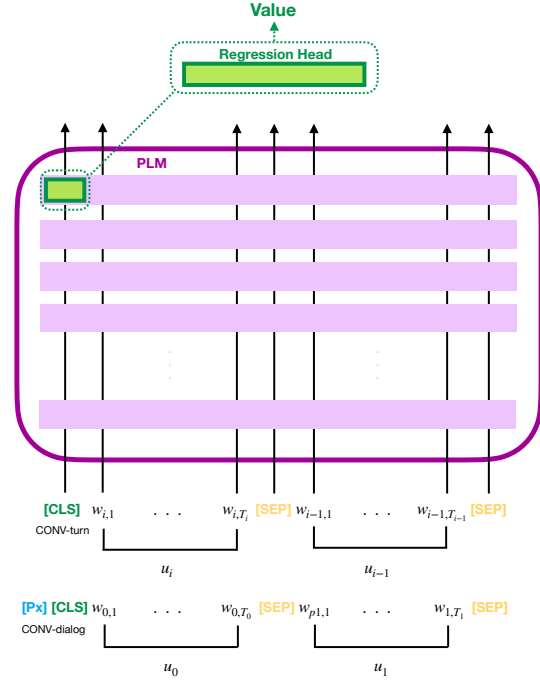 Value
Regression Head
PLM
[CLS] w_{i,1} . . . w_{i,T_i} [SEP] w_{i−1,1} . . . w_{i−1,T_{i−1}} [SEP]
CONV-turn
u_i u_{i−1}
[Px] [CLS] w_{0,1} . . . w_{0,T_0} [SEP] w_{p1,1} . . . w_{1,T_1} [SEP]
CONV-dialog
u_0 u_1